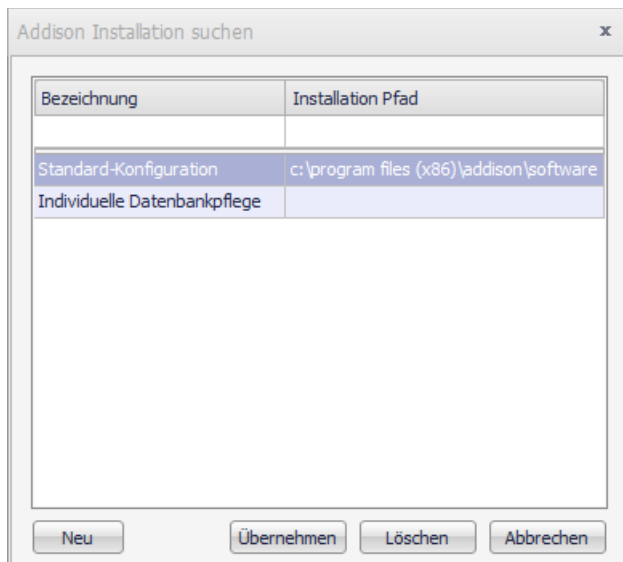 Addison Installation suchen x
Bezeichnung Installation Pfad
Standard-Konfiguration c:\program files (x86)\addison\software
Individuelle Datenbankpflege
Neu Übernehmen Löschen Abbrechen